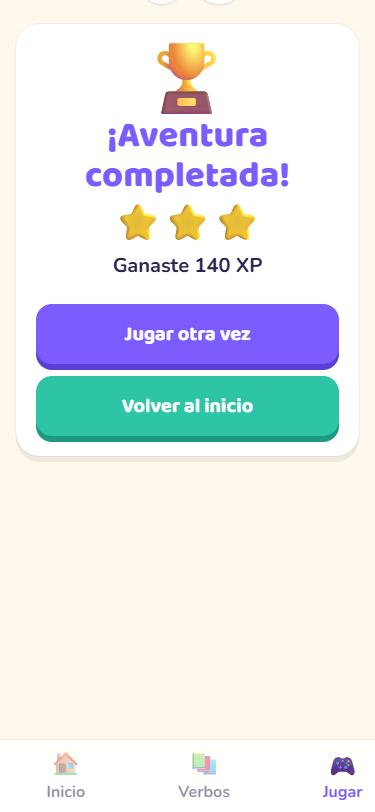 ¡Aventura
completada!
Ganaste 140 XP
Jugar otra vez
Volver al inicio
Inicio
Verbos
Jugar